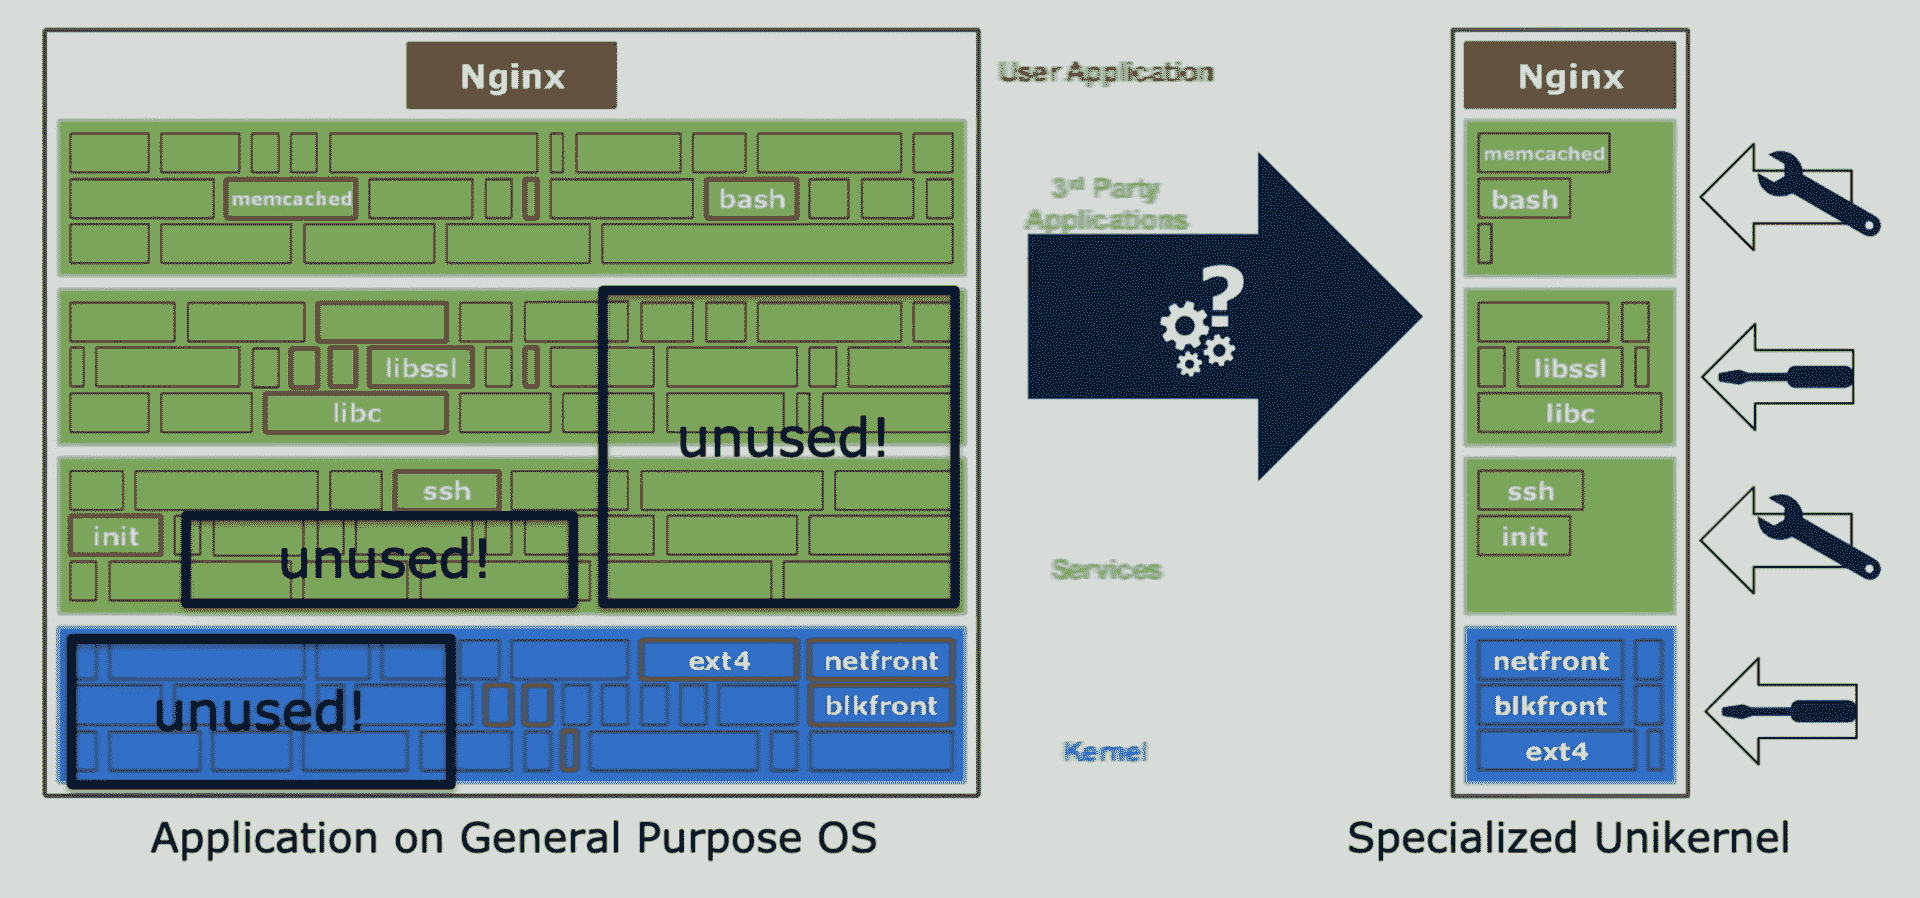 Nginx
memcached
bash
libssl
libc
unused!
ssh
init
unused!
ext4
netfront
unused!
blkfront
Application on General Purpose OS
User Application
3rd Party
Applications
?
Services
Kernel
Nginx
memcached
bash
libssl
libc
ssh
init
netfront
blkfront
ext4
Specialized Unikernel